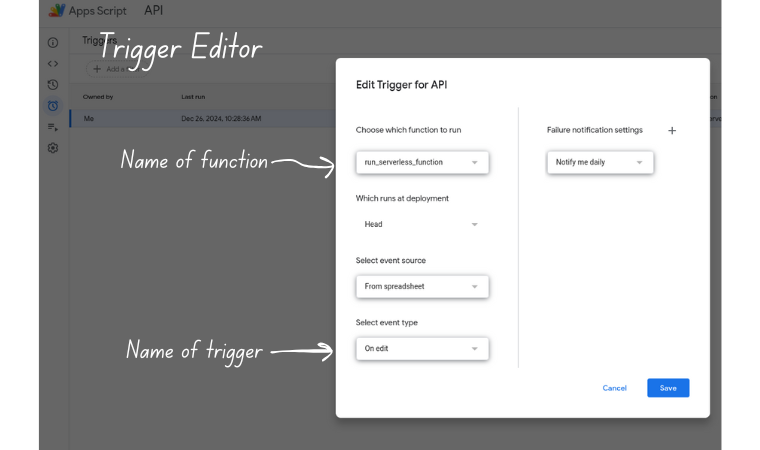 Apps Script API
Triggers
Trigger Editor
Owned by Last run
Me Dec 26, 2024, 10:28:36 AM
Edit Trigger for API
Choose which function to run
run_serverless_function
Which runs at deployment
Head
Select event source
From spreadsheet
Select event type
On edit
Failure notification settings +
Notify me daily
Cancel Save
Name of function
Name of trigger